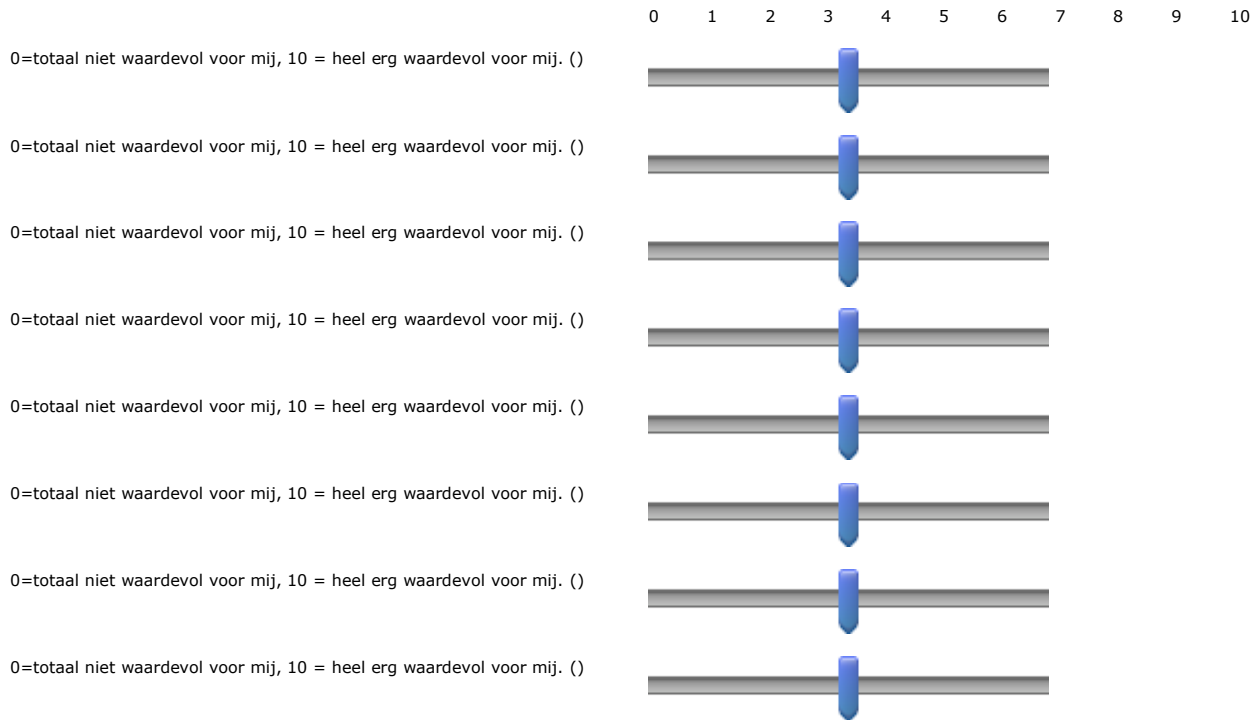 0 1 2 3 4 5 6 7 8 9 10
0=totaal niet waardevol voor mij, 10 = heel erg waardevol voor mij. ()
0=totaal niet waardevol voor mij, 10 = heel erg waardevol voor mij. ()
0=totaal niet waardevol voor mij, 10 = heel erg waardevol voor mij. ()
0=totaal niet waardevol voor mij, 10 = heel erg waardevol voor mij. ()
0=totaal niet waardevol voor mij, 10 = heel erg waardevol voor mij. ()
0=totaal niet waardevol voor mij, 10 = heel erg waardevol voor mij. ()
0=totaal niet waardevol voor mij, 10 = heel erg waardevol voor mij. ()
0=totaal niet waardevol voor mij, 10 = heel erg waardevol voor mij. ()